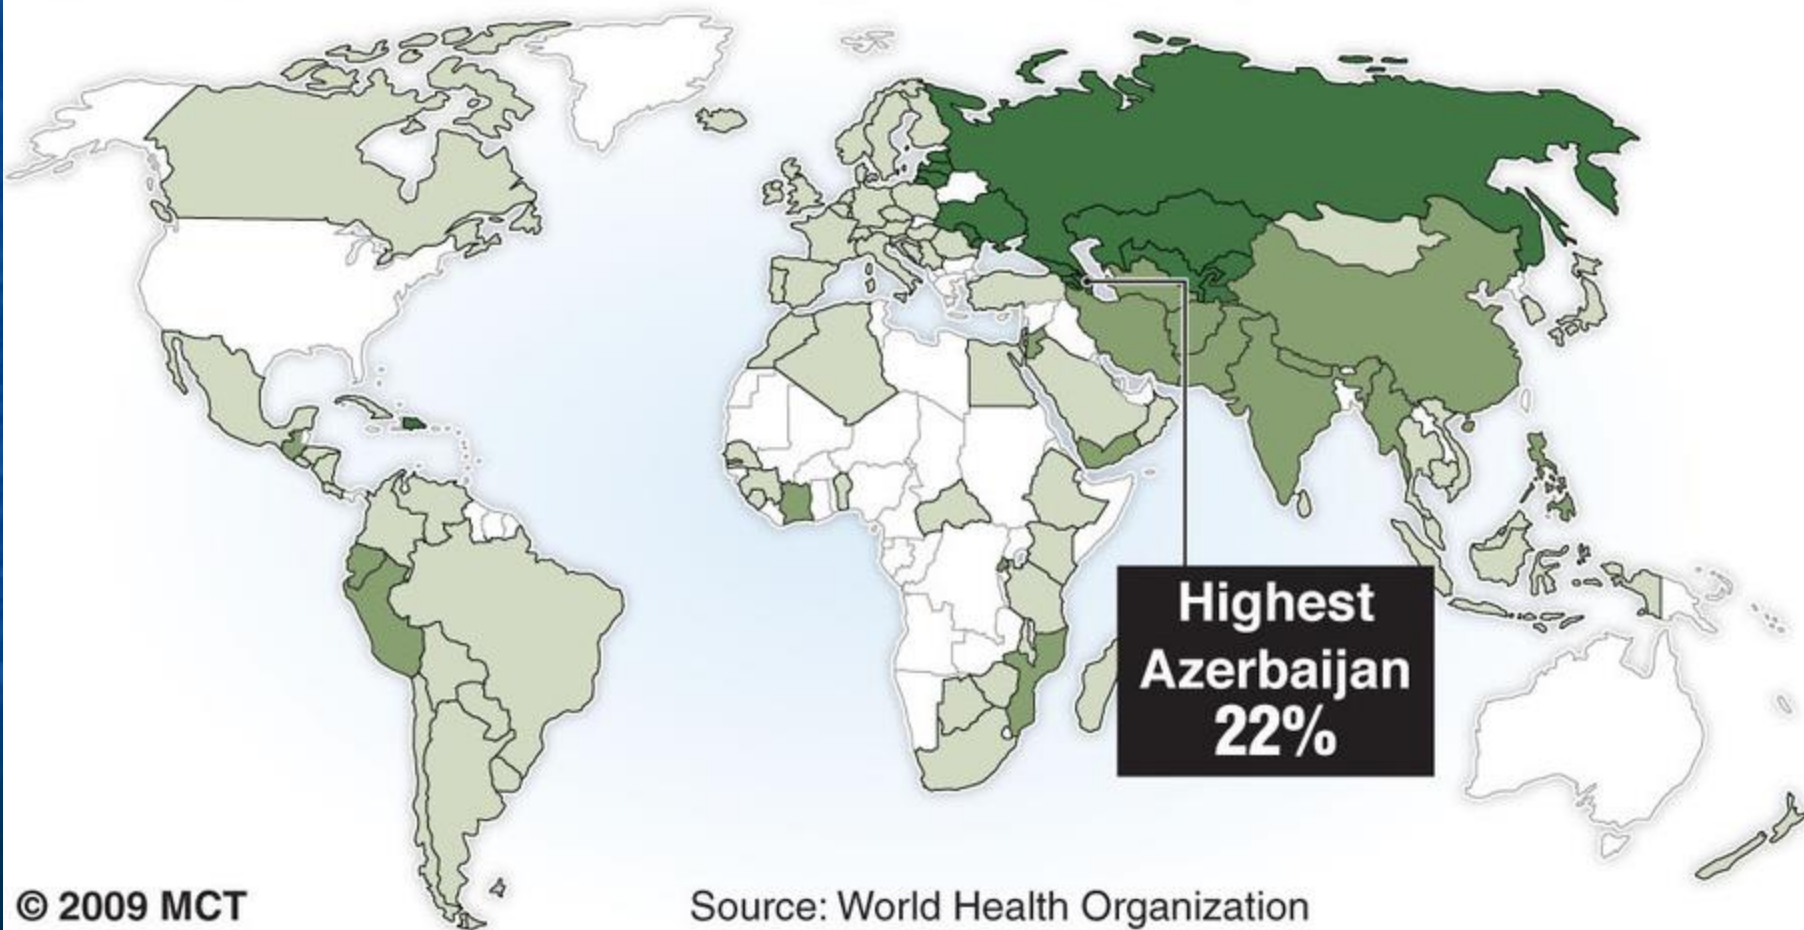 Highest
Azerbaijan
22%
© 2009 MCT
Source: World Health Organization